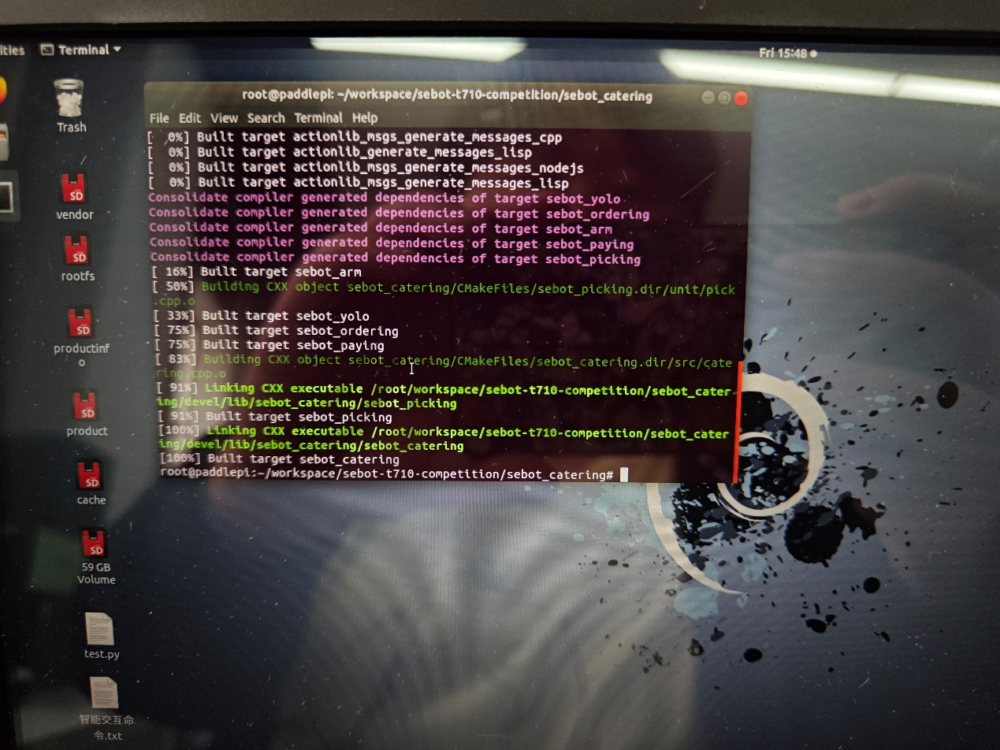 ities
Terminal
Fri 15:48
Trash
SD
vendor
SD
rootfs
SD
productinf
o
SD
product
SD
cache
SD
59 GB
Volume
test.py
智能交互命
令.txt
root@paddlepi: ~/workspace/sebot-t710-competition/sebot_catering
File Edit View Search Terminal Help
[  0%] Built target actionlib_msgs_generate_messages_cpp
[  0%] Built target actionlib_generate_messages_lisp
[  0%] Built target actionlib_msgs_generate_messages_nodejs
[  0%] Built target actionlib_msgs_generate_messages_lisp
Consolidate compiler generated dependencies of target sebot_yolo
Consolidate compiler generated dependencies of target sebot_ordering
Consolidate compiler generated dependencies of target sebot_arm
Consolidate compiler generated dependencies of target sebot_paying
Consolidate compiler generated dependencies of target sebot_picking
[ 16%] Built target sebot_arm
[ 50%] Building CXX object sebot_catering/CMakeFiles/sebot_picking.dir/unit/pick
.cpp.o
[ 33%] Built target sebot_yolo
[ 75%] Built target sebot_ordering
[ 75%] Built target sebot_paying
[ 83%] Building CXX object sebot_catering/CMakeFiles/sebot_catering.dir/src/cate
ring.cpp.o
[ 91%] Linking CXX executable /root/workspace/sebot-t710-competition/sebot_cater
ing/devel/lib/sebot_catering/sebot_picking
[ 91%] Built target sebot_picking
[100%] Linking CXX executable /root/workspace/sebot-t710-competition/sebot_cater
ing/devel/lib/sebot_catering/sebot_catering
[100%] Built target sebot_catering
root@paddlepi:~/workspace/sebot-t710-competition/sebot_catering#